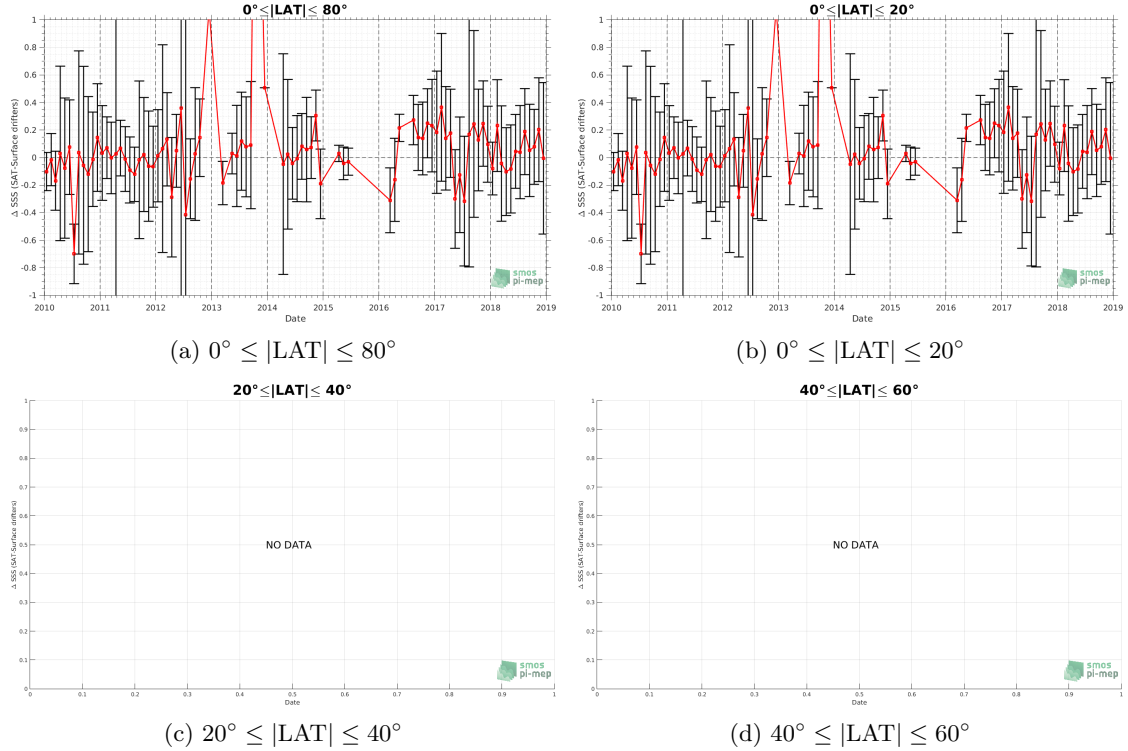 0°≤|LAT|≤ 80°
1
0.8
0.6
0.4
0.2
0
-0.2
-0.4
-0.6
-0.8
-1
Δ SSS (SAT-Surface drifters)
2010 2011 2012 2013 2014 2015 2016 2017 2018 2019
Date
smos
pi-mep
(a) 0° ≤ |LAT| ≤ 80°
0°≤|LAT|≤ 20°
1
0.8
0.6
0.4
0.2
0
-0.2
-0.4
-0.6
-0.8
-1
Δ SSS (SAT-Surface drifters)
2010 2011 2012 2013 2014 2015 2016 2017 2018 2019
Date
smos
pi-mep
(b) 0° ≤ |LAT| ≤ 20°
20°≤|LAT|≤ 40°
1
0.9
0.8
0.7
0.6
0.5
0.4
0.3
0.2
0.1
0
Δ SSS (SAT-Surface drifters)
NO DATA
0 0.1 0.2 0.3 0.4 0.5 0.6 0.7 0.8 0.9 1
Date
smos
pi-mep
(c) 20° ≤ |LAT| ≤ 40°
40°≤|LAT|≤ 60°
1
0.9
0.8
0.7
0.6
0.5
0.4
0.3
0.2
0.1
0
Δ SSS (SAT-Surface drifters)
NO DATA
0 0.1 0.2 0.3 0.4 0.5 0.6 0.7 0.8 0.9 1
Date
smos
pi-mep
(d) 40° ≤ |LAT| ≤ 60°